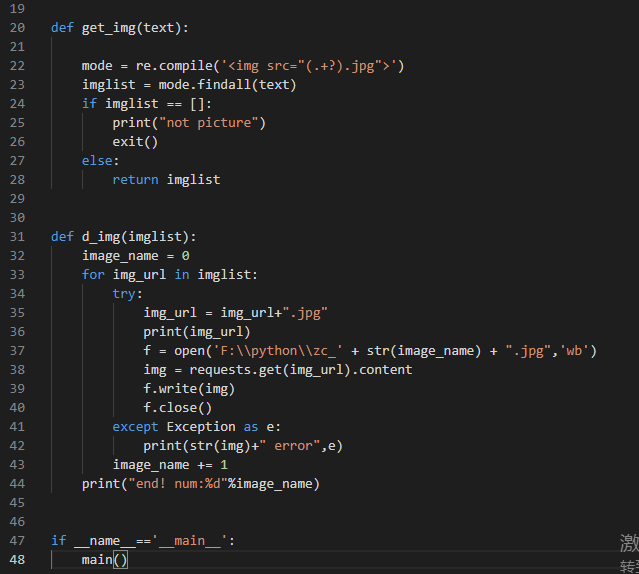 19
20 def get_img(text):
21
22     mode = re.compile('<img src="(.+?).jpg">')
23     imglist = mode.findall(text)
24     if imglist == []:
25         print("not picture")
26         exit()
27     else:
28         return imglist
29
30
31 def d_img(imglist):
32     image_name = 0
33     for img_url in imglist:
34         try:
35             img_url = img_url+".jpg"
36             print(img_url)
37             f = open('F:\\python\\zc_' + str(image_name) + ".jpg",'wb')
38             img = requests.get(img_url).content
39             f.write(img)
40             f.close()
41         except Exception as e:
42             print(str(img)+" error",e)
43         image_name += 1
44     print("end! num:%d"%image_name)
45
46
47 if __name__=='__main__':
激
48     main()
转到